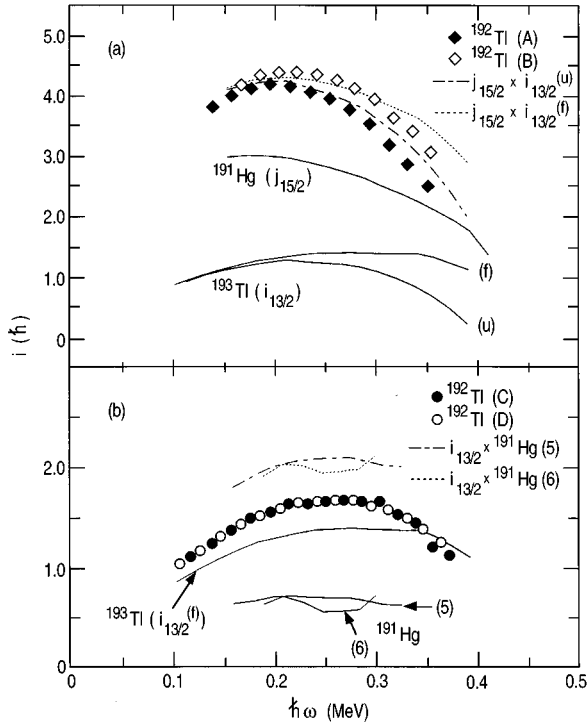 (a)
◆ ¹⁹²Tl (A)
◇ ¹⁹²Tl (B)
j₁₅/₂ x i₁₃/₂⁽ᵘ⁾
j₁₅/₂ x i₁₃/₂⁽ᶠ⁾
5.0
4.0
3.0
2.0
1.0
0
¹⁹¹Hg (j₁₅/₂)
¹⁹³Tl (i₁₃/₂)
(f)
(u)
i (ℏ)
(b)
● ¹⁹²Tl (C)
○ ¹⁹²Tl (D)
i₁₃/₂ x ¹⁹¹Hg (5)
i₁₃/₂ x ¹⁹¹Hg (6)
2.0
1.0
0
¹⁹³Tl (i₁₃/₂⁽ᶠ⁾)
(5)
(6)
¹⁹¹Hg
0 0.1 0.2 0.3 0.4 0.5
ℏω (MeV)